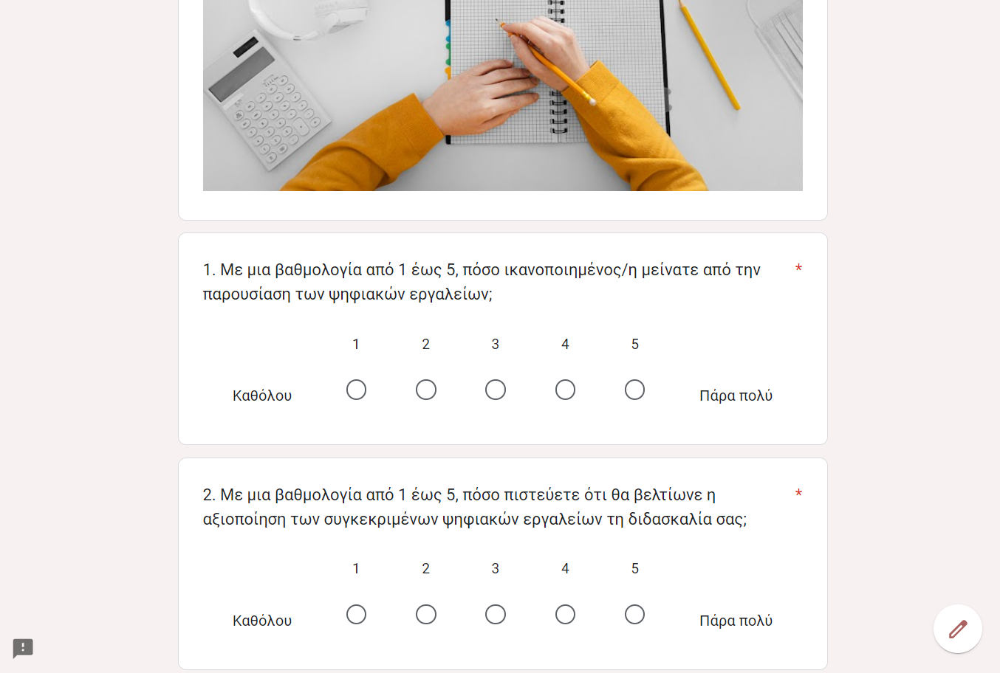 1. Με μια βαθμολογία από 1 έως 5, πόσο ικανοποιημένος/η μείνατε από την *
παρουσίαση των ψηφιακών εργαλείων;
1 2 3 4 5
Καθόλου Πάρα πολύ
2. Με μια βαθμολογία από 1 έως 5, πόσο πιστεύετε ότι θα βελτίωνε η *
αξιοποίηση των συγκεκριμένων ψηφιακών εργαλείων τη διδασκαλία σας;
1 2 3 4 5
Καθόλου Πάρα πολύ